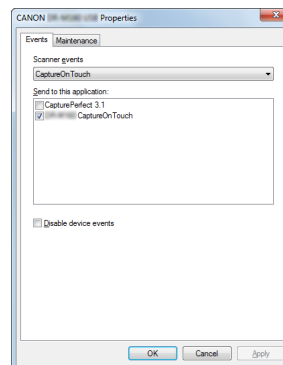 CANON USB Properties
Events Maintenance
Scanner events
CaptureOnTouch
Send to this application:
CapturePerfect 3.1
CaptureOnTouch
Disable device events
OK Cancel Apply